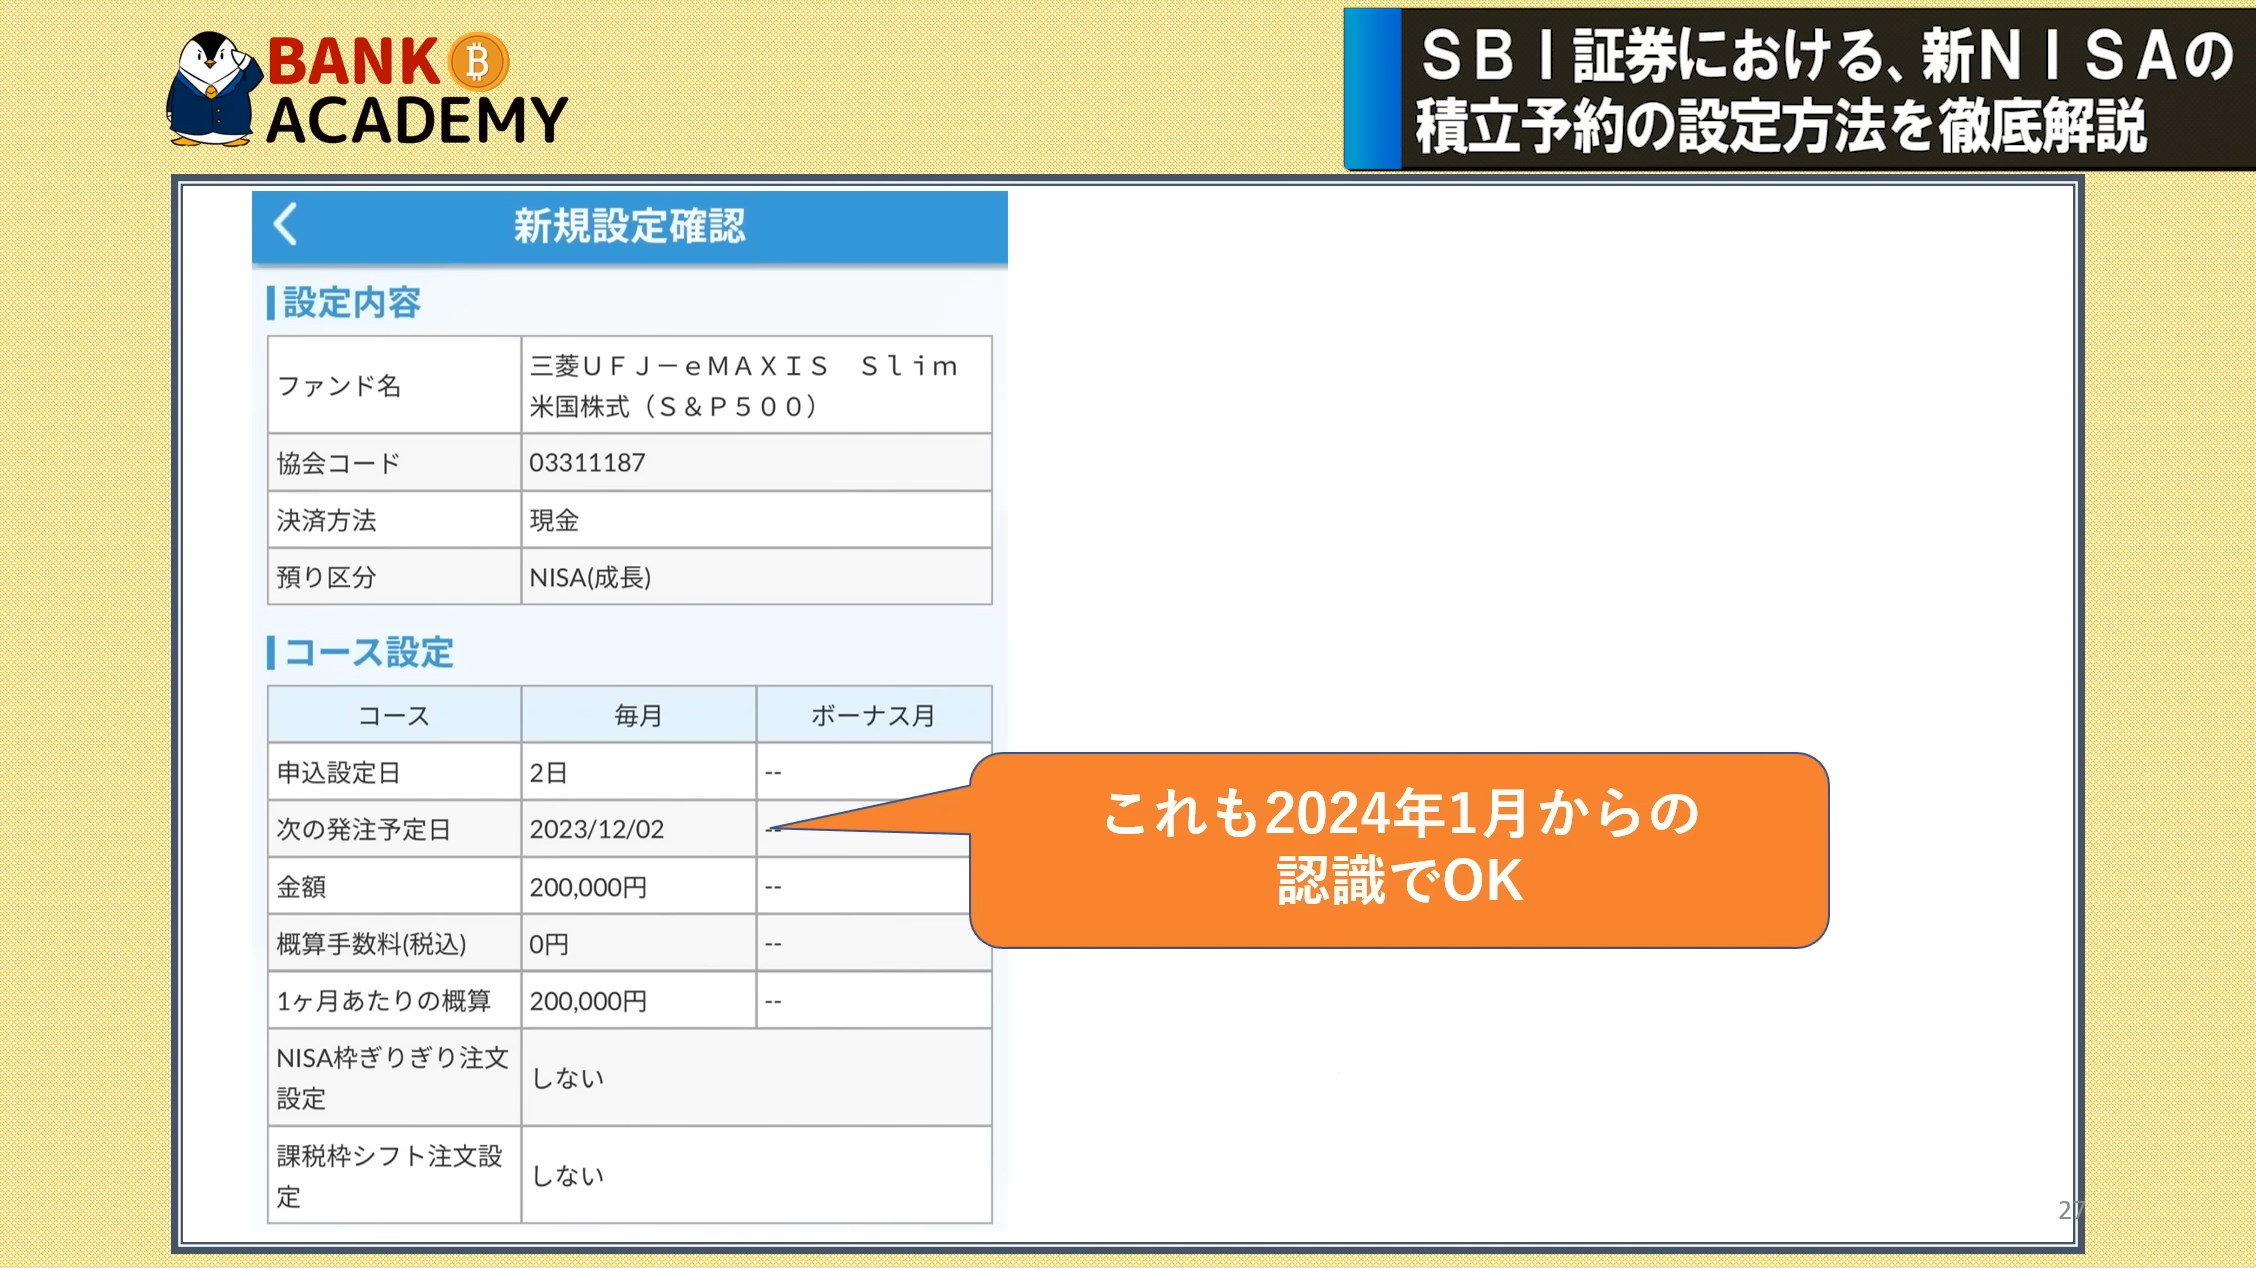 BANK
ACADEMY
ＳＢＩ証券における、新ＮＩＳＡの
積立予約の設定方法を徹底解説
新規設定確認
設定内容
ファンド名
三菱ＵＦＪ－ｅＭＡＸＩＳ　Ｓｌｉｍ
米国株式（Ｓ＆Ｐ５００）
協会コード 03311187
決済方法 現金
預り区分 NISA(成長)
コース設定
コース 毎月 ボーナス月
申込設定日 2日 --
次の発注予定日 2023/12/02 --
金額 200,000円 --
概算手数料(税込) 0円 --
1ヶ月あたりの概算 200,000円 --
NISA枠ぎりぎり注文
設定
しない
課税枠シフト注文設
定
しない
これも2024年1月からの
認識でOK
27